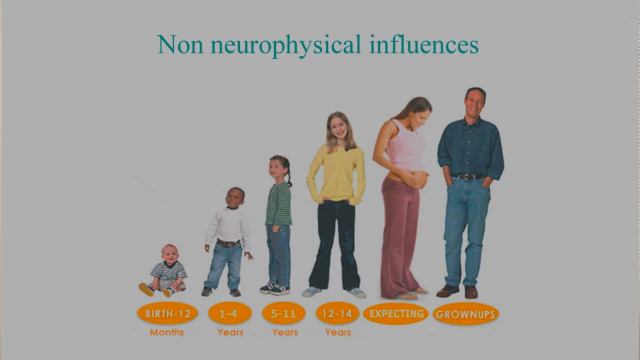 Non neurophysical influences
BIRTH-12 1-4 5-11 12-14 EXPECTING GROWNUPS
Months Years Years Years